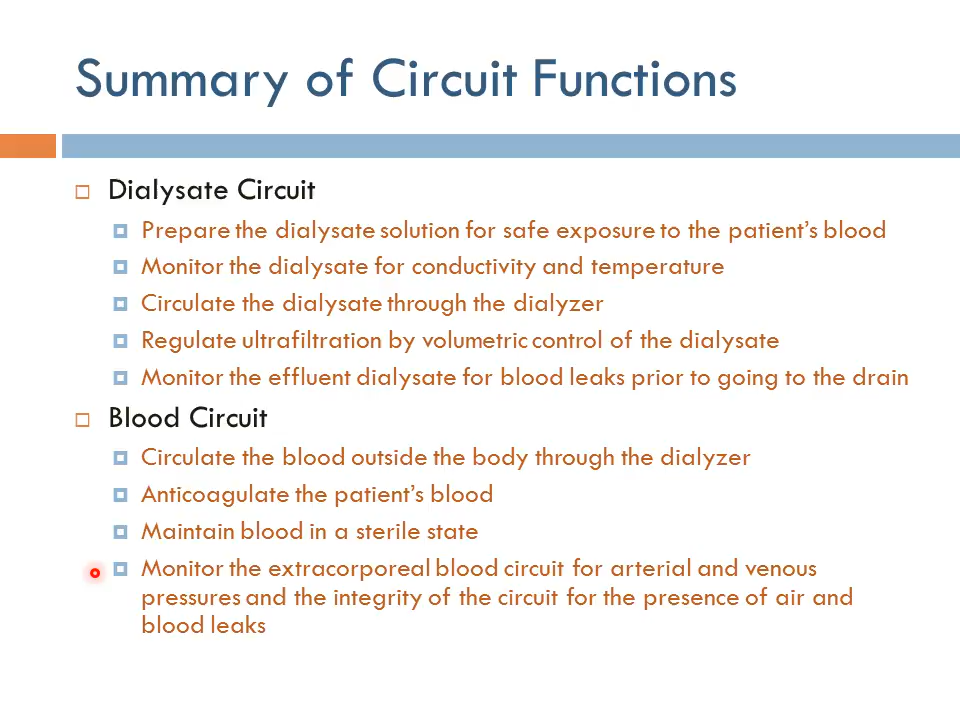 Summary of Circuit Functions
Dialysate Circuit
Prepare the dialysate solution for safe exposure to the patient’s blood
Monitor the dialysate for conductivity and temperature
Circulate the dialysate through the dialyzer
Regulate ultrafiltration by volumetric control of the dialysate
Monitor the effluent dialysate for blood leaks prior to going to the drain
Blood Circuit
Circulate the blood outside the body through the dialyzer
Anticoagulate the patient’s blood
Maintain blood in a sterile state
Monitor the extracorporeal blood circuit for arterial and venous
pressures and the integrity of the circuit for the presence of air and
blood leaks